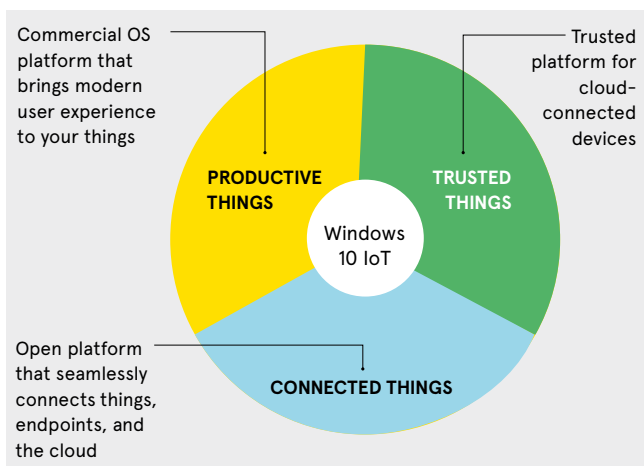 Commercial OS
platform that
brings modern
user experience
to your things
Trusted
platform for
cloud-
connected
devices
PRODUCTIVE
THINGS
TRUSTED
THINGS
Windows
10 IoT
CONNECTED THINGS
Open platform
that seamlessly
connects things,
endpoints, and
the cloud